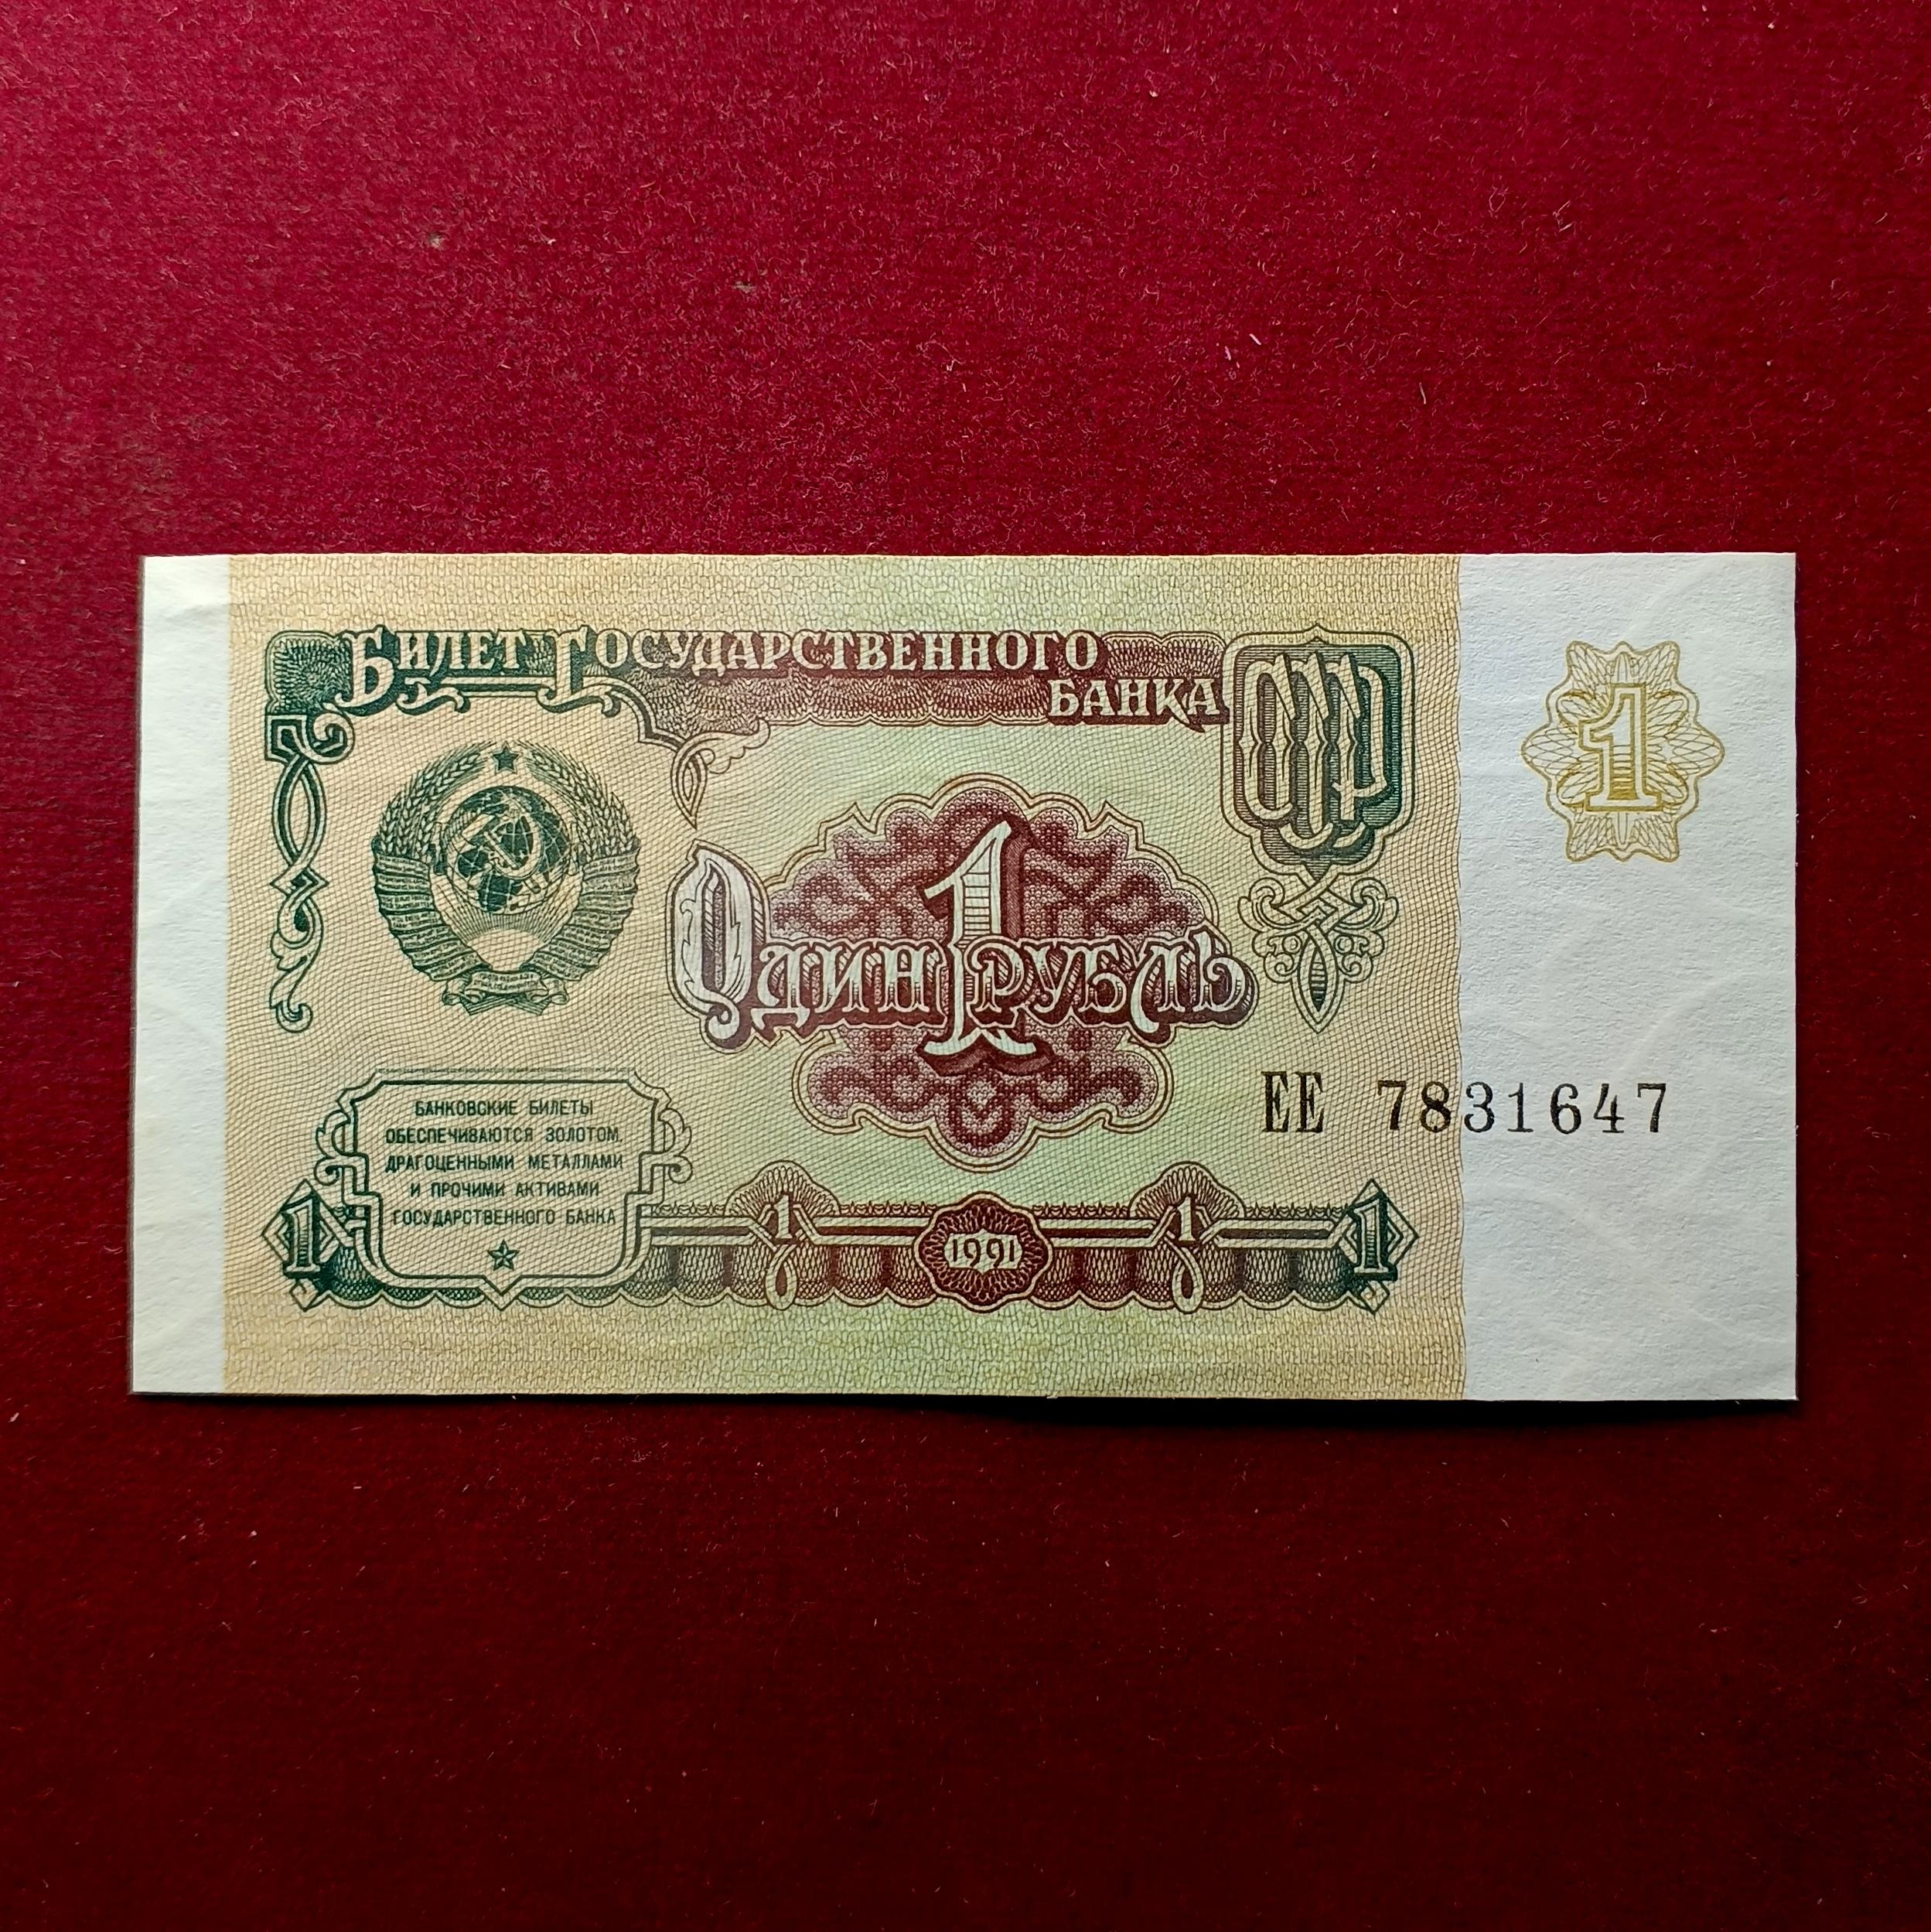 Билет Государственного
банка
1
1
Один рубль
ЕЕ 7831647
БАНКОВСКИЕ БИЛЕТЫ
ОБЕСПЕЧИВАЮТСЯ ЗОЛОТОМ,
ДРАГОЦЕННЫМИ МЕТАЛЛАМИ
И ПРОЧИМИ АКТИВАМИ
ГОСУДАРСТВЕННОГО БАНКА
1 1 1991 1 1